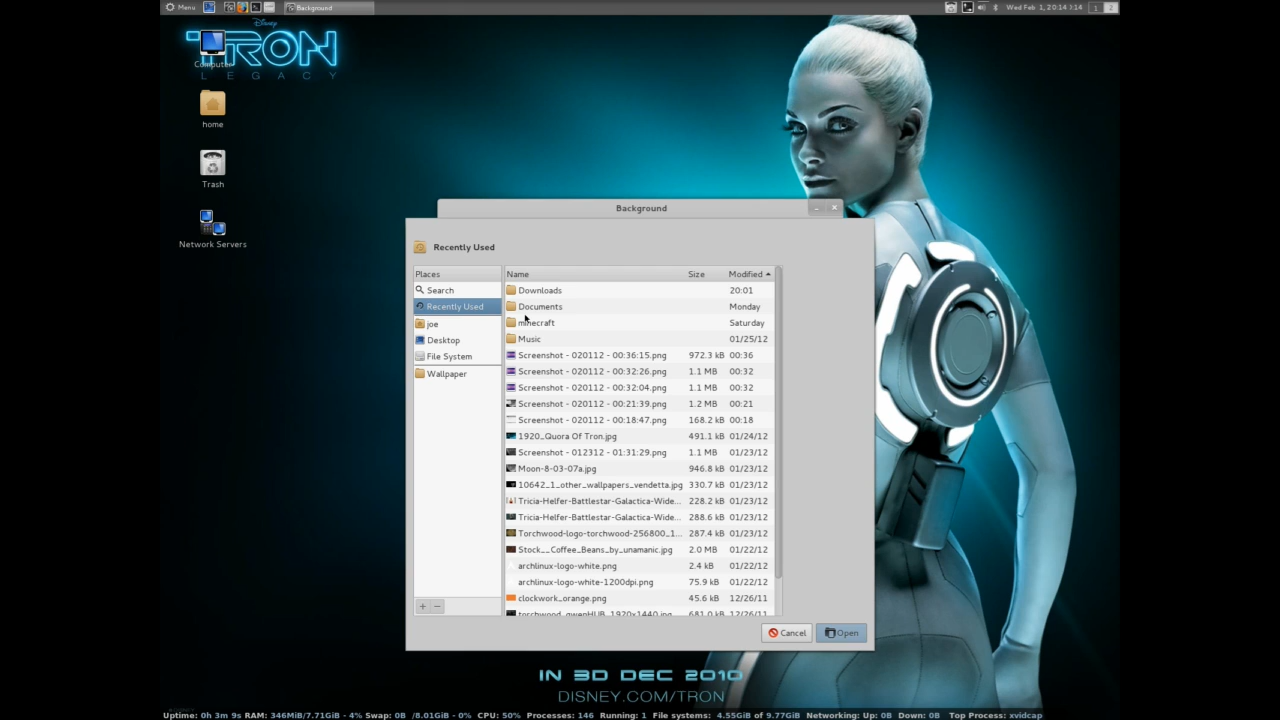 Menu
Background
Wed Feb 1, 20:14
1
2
Disney
TRON
LEGACY
Computer
home
Trash
Network Servers
Background
Recently Used
Places
Name Size Modified
Search
Recently Used
joe
Desktop
File System
Wallpaper
Downloads 20:01
Documents Monday
minecraft Saturday
Music 01/25/12
Screenshot - 020112 - 00:36:15.png 972.3 kB 00:36
Screenshot - 020112 - 00:32:26.png 1.1 MB 00:32
Screenshot - 020112 - 00:32:04.png 1.1 MB 00:32
Screenshot - 020112 - 00:21:39.png 1.2 MB 00:21
Screenshot - 020112 - 00:18:47.png 168.2 kB 00:18
1920_Quora Of Tron.jpg 491.1 kB 01/24/12
Screenshot - 012312 - 01:31:29.png 1.1 MB 01/23/12
Moon-8-03-07a.jpg 946.8 kB 01/23/12
10642_1_other_wallpapers_vendetta.jpg 330.7 kB 01/23/12
Tricia-Helfer-Battlestar-Galactica-Wide... 228.2 kB 01/23/12
Tricia-Helfer-Battlestar-Galactica-Wide... 288.6 kB 01/23/12
Torchwood-logo-torchwood-256800_1... 287.4 kB 01/23/12
Stock__Coffee_Beans_by_unamanic.jpg 2.0 MB 01/22/12
archlinux-logo-white.png 2.4 kB 01/22/12
archlinux-logo-white-1200dpi.png 75.9 kB 01/22/12
clockwork_orange.png 45.6 kB 12/26/11
torchwood_gwenHUB_1920x1440.jpg 681.0 kB 12/26/11
Cancel
Open
IN 3D DEC 2010
DISNEY.COM/TRON
Uptime: 0h 3m 9s RAM: 346MiB/7.71GiB - 4% Swap: 0B /8.01GiB - 0% CPU: 50% Processes: 146 Running: 1 File systems: 4.55GiB of 9.77GiB Networking: Up: 0B Down: 0B Top Process: xvidcap